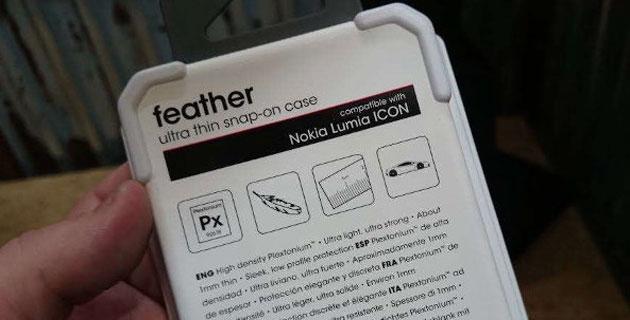 feather
ultra thin snap-on case
compatible with
Nokia Lumia ICON
Plextonium
Px
ENG High density Plextonium™ • Ultra light, ultra strong • About
1mm thin • Sleek, low profile protection ESP Plextonium™ de alta
densidad • Ultra liviano, ultra fuerte • Aproximadamente 1mm
de espesor • Protección elegante y discreta FRA Plextonium™ de
densité • Ultra léger, ultra solide • Environ 1mm
discrète et élégante ITA Plextonium™ ad
resistente • Spessore di 1mm •
Plextonium™